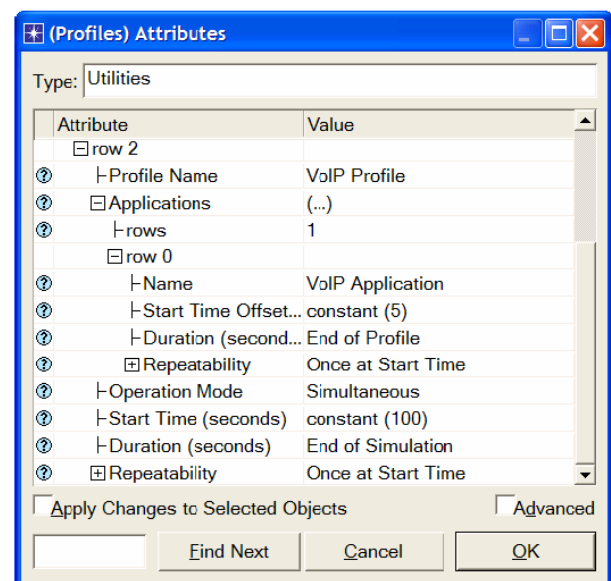 (Profiles) Attributes
Type: Utilities
Attribute Value
row 2
Profile Name VoIP Profile
Applications (...)
rows 1
row 0
Name VoIP Application
Start Time Offset... constant (5)
Duration (second... End of Profile
Repeatability Once at Start Time
Operation Mode Simultaneous
Start Time (seconds) constant (100)
Duration (seconds) End of Simulation
Repeatability Once at Start Time
Apply Changes to Selected Objects Advanced
Find Next Cancel OK